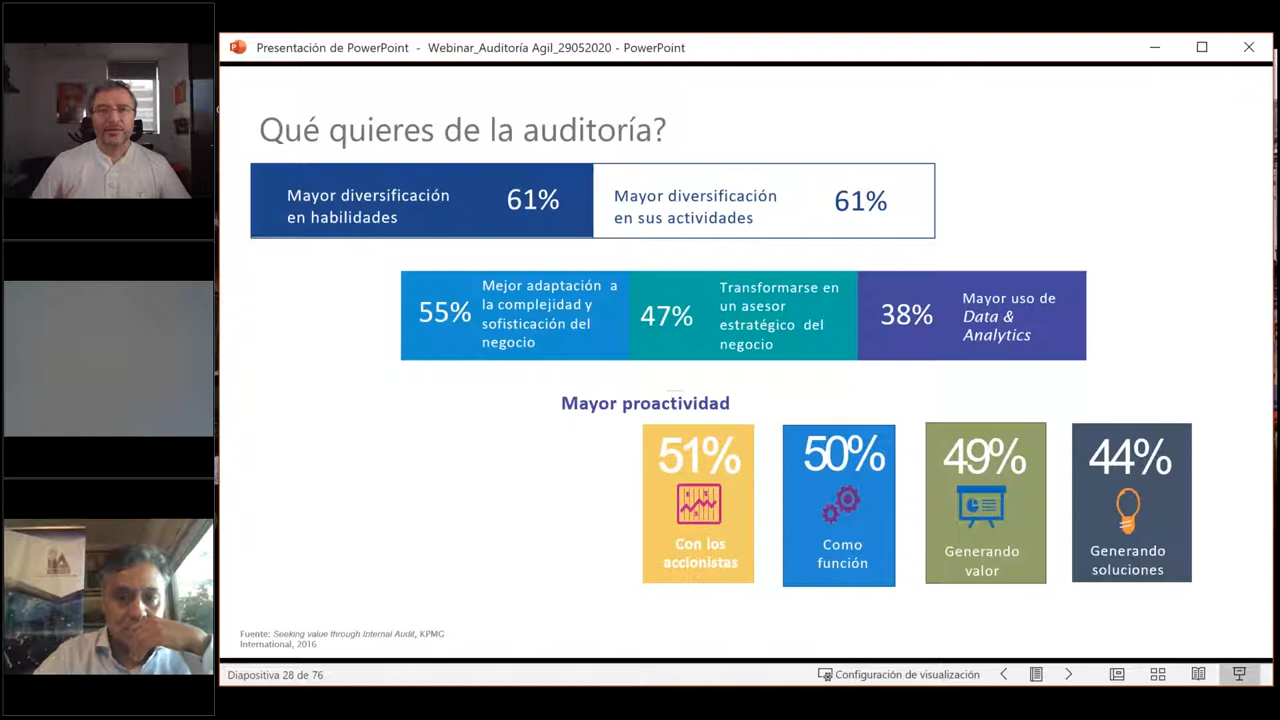 Presentación de PowerPoint - Webinar_Auditoría Agil_29052020 - PowerPoint
Qué quieres de la auditoría?
Mayor diversificación
en habilidades
61%
Mayor diversificación
en sus actividades
61%
55%
Mejor adaptación a
la complejidad y
sofisticación del
negocio
47%
Transformarse en
un asesor
estratégico del
negocio
38%
Mayor uso de
Data &
Analytics
Mayor proactividad
51%
Con los
accionistas
50%
Como
función
49%
Generando
valor
44%
Generando
soluciones
Fuente: Seeking value through Internal Audit, KPMG
International, 2016
Diapositiva 28 de 76
Configuración de visualización
IIA